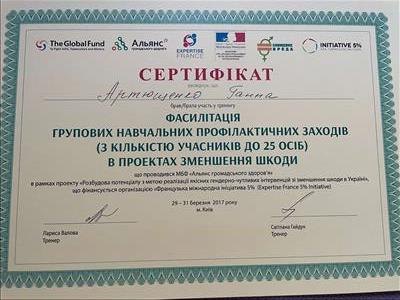 The Global Fund
Альянс
громадського здоров'я
EXPERTISE
FRANCE
INITIATIVE 5%
СЕРТИФІКАТ
Артющенко Ганна
брав/брала участь у тренінгу
ФАСИЛІТАЦІЯ
ГРУПОВИХ НАВЧАЛЬНИХ ПРОФІЛАКТИЧНИХ ЗАХОДІВ
(З КІЛЬКІСТЮ УЧАСНИКІВ ДО 25 ОСІБ)
В ПРОЕКТАХ ЗМЕНШЕННЯ ШКОДИ
що проводився МБФ «Альянс громадського здоров'я»
в рамках проекту «Розбудова потенціалу з метою реалізації якісних гендерно-чутливих інтервенцій зі зменшення шкоди в Україні»,
що фінансується організацією «Французька міжнародна ініціатива 5% (Expertise France 5% Initiative)
29 – 31 березня 2017 року
м. Київ
Лариса Валова
Тренер
Світлана Гайдук
Тренер